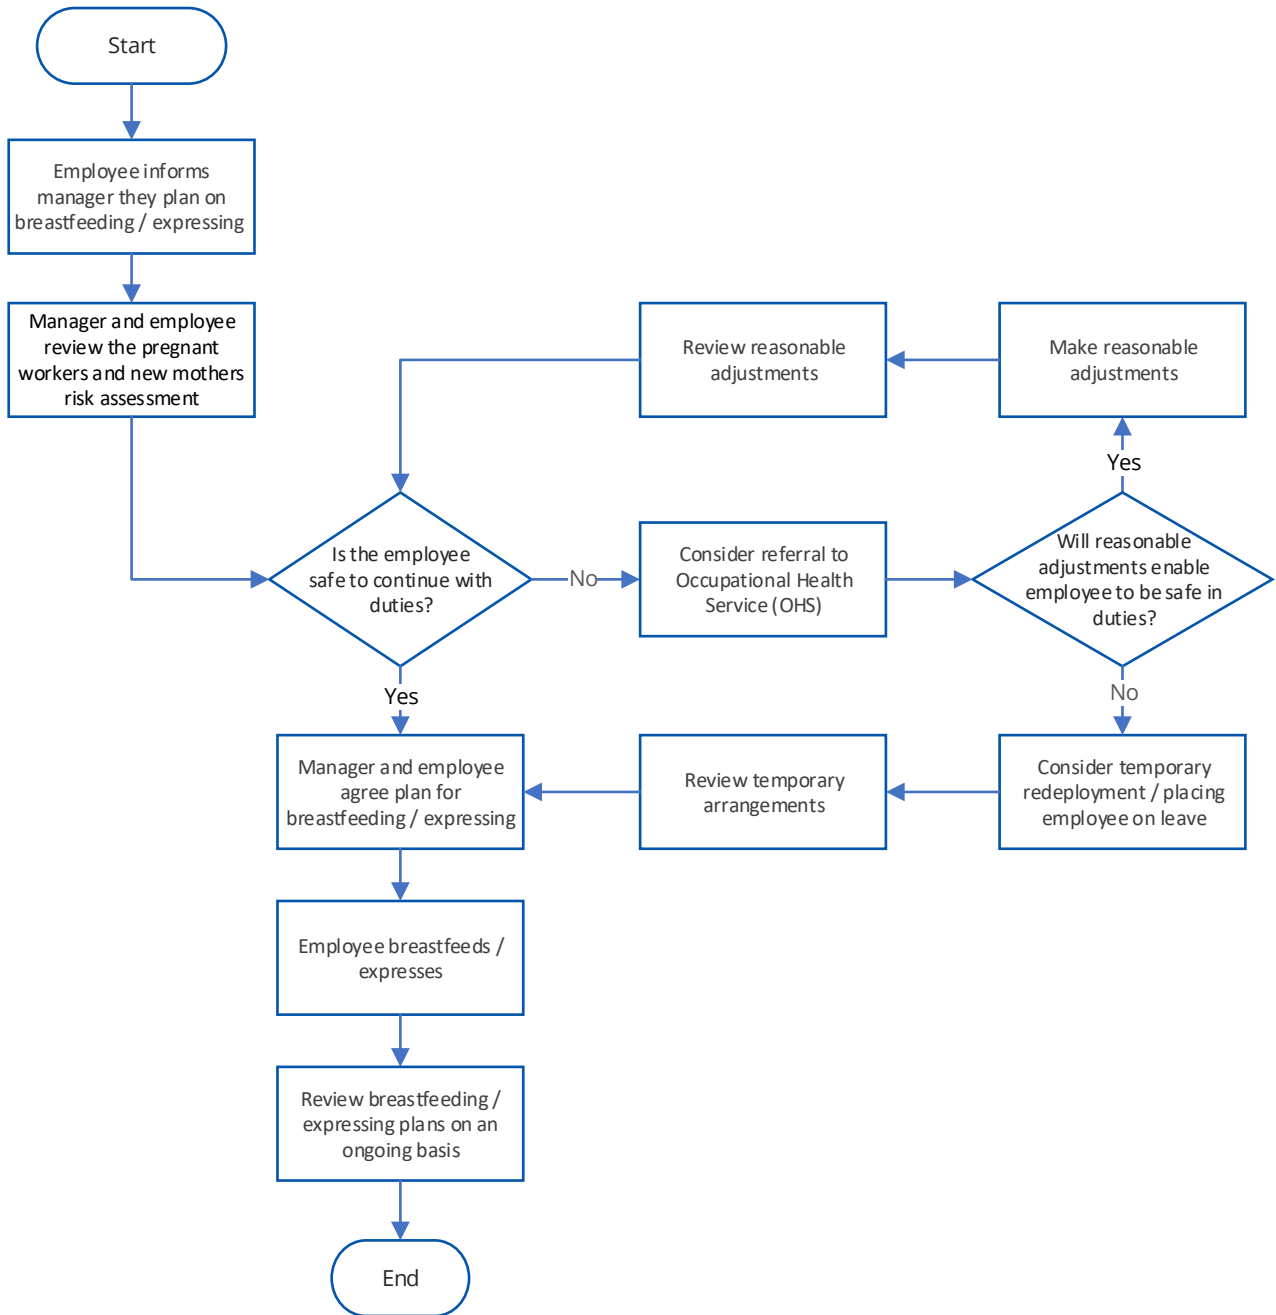 Start
Employee informs
manager they plan on
breastfeeding / expressing
Manager and employee
review the pregnant
workers and new mothers
risk assessment
Review reasonable
adjustments
Make reasonable
adjustments
Yes
Is the employee
safe to continue with
duties?
No
Consider referral to
Occupational Health
Service (OHS)
Will reasonable
adjustments enable
employee to be safe in
duties?
Yes
No
Manager and employee
agree plan for
breastfeeding / expressing
Review temporary
arrangements
Consider temporary
redeployment / placing
employee on leave
Employee breastfeeds /
expresses
Review breastfeeding /
expressing plans on an
ongoing basis
End